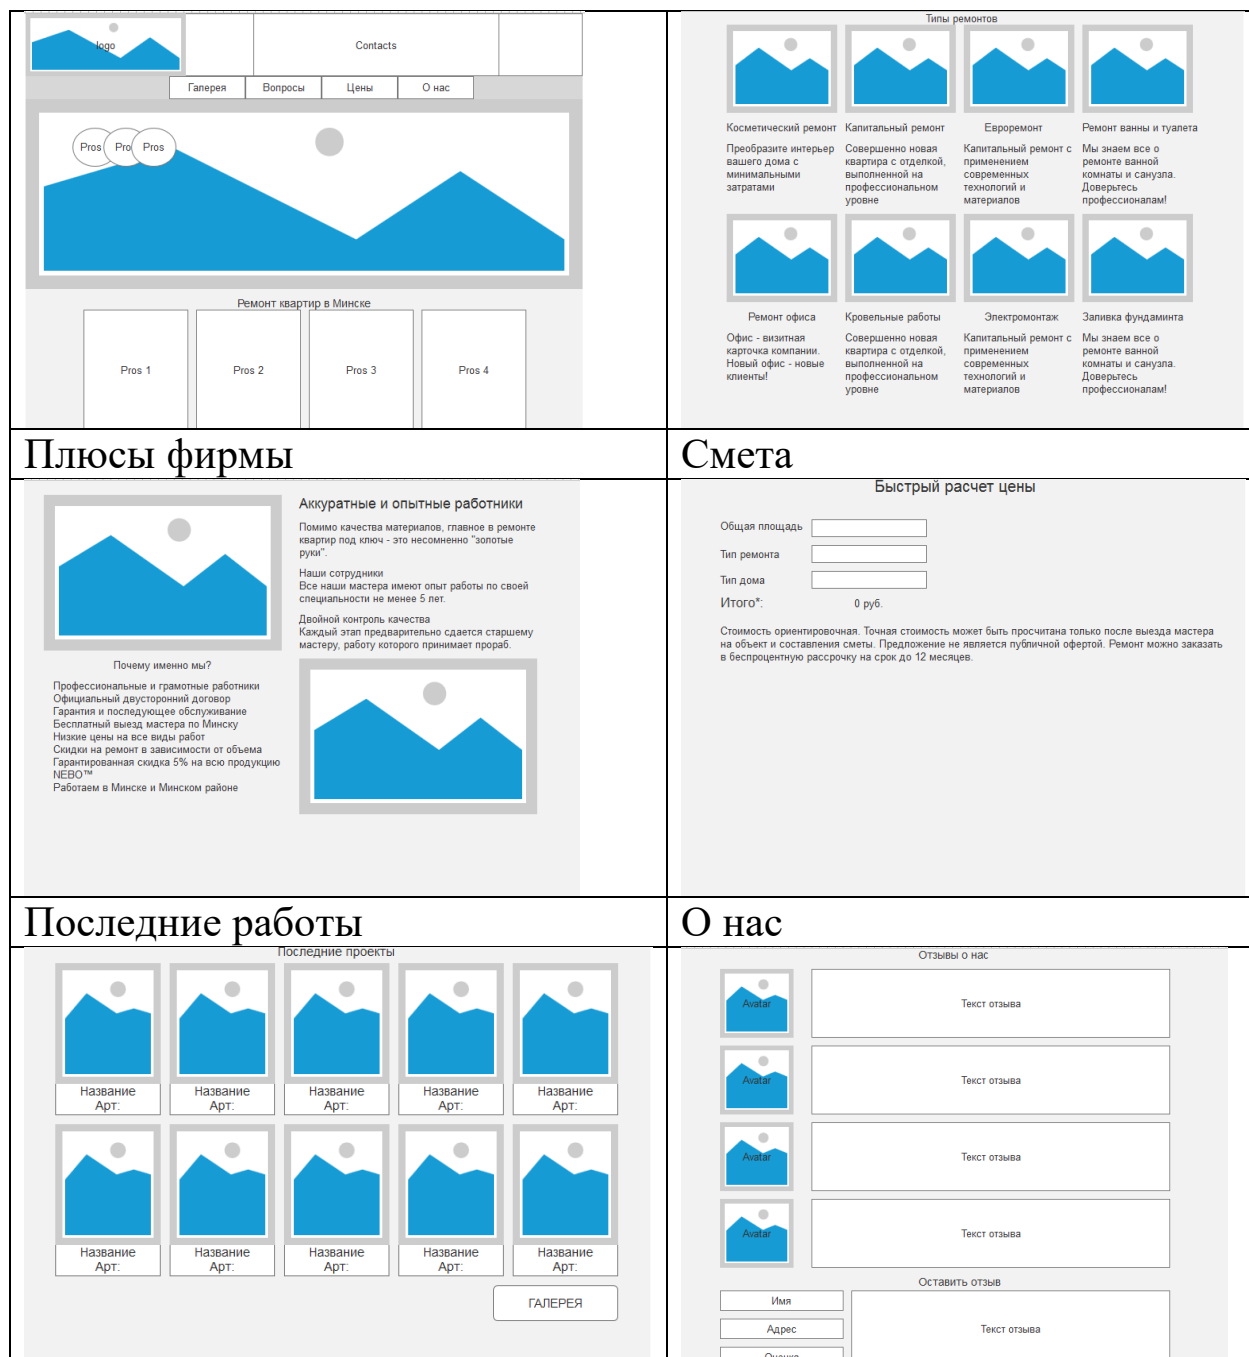 logo
Contacts
Галерея
Вопросы
Цены
О нас
Pros
Pro
Pros
Ремонт квартир в Минске
Pros 1
Pros 2
Pros 3
Pros 4
Типы ремонтов
Косметический ремонт
Преобразите интерьер
вашего дома с
минимальными
затратами
Капитальный ремонт
Совершенно новая
квартира с отделкой,
выполненной на
профессиональном
уровне
Евроремонт
Капитальный ремонт с
применением
современных
технологий и
материалов
Ремонт ванны и туалета
Мы знаем все о
ремонте ванной
комнаты и санузла.
Доверьтесь
профессионалам!
Ремонт офиса
Офис - визитная
карточка компании.
Новый офис - новые
клиенты!
Кровельные работы
Совершенно новая
квартира с отделкой,
выполненной на
профессиональном
уровне
Электромонтаж
Капитальный ремонт с
применением
современных
технологий и
материалов
Заливка фундаминта
Мы знаем все о
ремонте ванной
комнаты и санузла.
Доверьтесь
профессионалам!
Плюсы фирмы
Смета
Почему именно мы?
Профессиональные и грамотные работники
Официальный двусторонний договор
Гарантия и последующее обслуживание
Бесплатный выезд мастера по Минску
Низкие цены на все виды работ
Скидки на ремонт в зависимости от объема
Гарантированная скидка 5% на всю продукцию
NEBO™
Работаем в Минске и Минском районе
Аккуратные и опытные работники
Помимо качества материалов, главное в ремонте
квартир под ключ - это несомненно "золотые
руки".
Наши сотрудники
Все наши мастера имеют опыт работы по своей
специальности не менее 5 лет.
Двойной контроль качества
Каждый этап предварительно сдается старшему
мастеру, работу которого принимает прораб.
Быстрый расчет цены
Общая площадь
Тип ремонта
Тип дома
Итого*: 0 руб.
Стоимость ориентировочная. Точная стоимость может быть просчитана только после выезда мастера
на объект и составления сметы. Предложение не является публичной офертой. Ремонт можно заказать
в беспроцентную рассрочку на срок до 12 месяцев.
Последние работы
О нас
Последние проекты
Название
Арт:
Название
Арт:
Название
Арт:
Название
Арт:
Название
Арт:
Название
Арт:
Название
Арт:
Название
Арт:
Название
Арт:
Название
Арт:
ГАЛЕРЕЯ
Отзывы о нас
Avatar
Текст отзыва
Avatar
Текст отзыва
Avatar
Текст отзыва
Avatar
Текст отзыва
Оставить отзыв
Имя
Адрес
Оценка
Текст отзыва